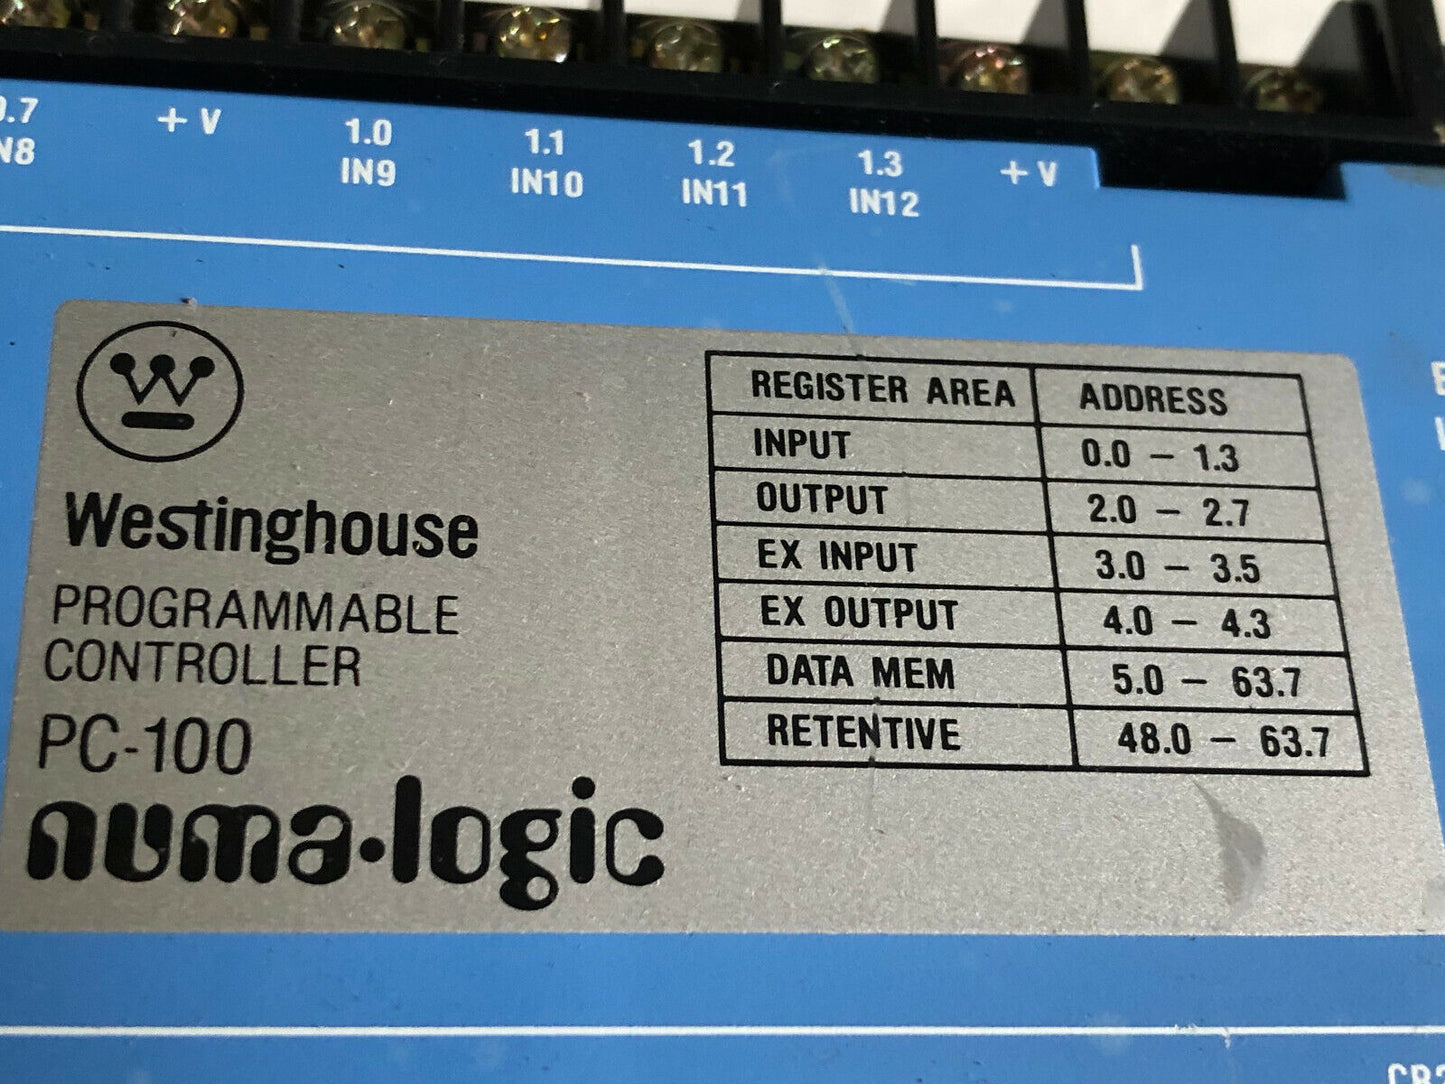 + V 1.0 1.1 1.2 1.3 + V
IN9 IN10 IN11 IN12
Westinghouse
PROGRAMMABLE
CONTROLLER
PC-100
numa·logic
REGISTER AREA ADDRESS
INPUT 0.0 – 1.3
OUTPUT 2.0 – 2.7
EX INPUT 3.0 – 3.5
EX OUTPUT 4.0 – 4.3
DATA MEM 5.0 – 63.7
RETENTIVE 48.0 – 63.7